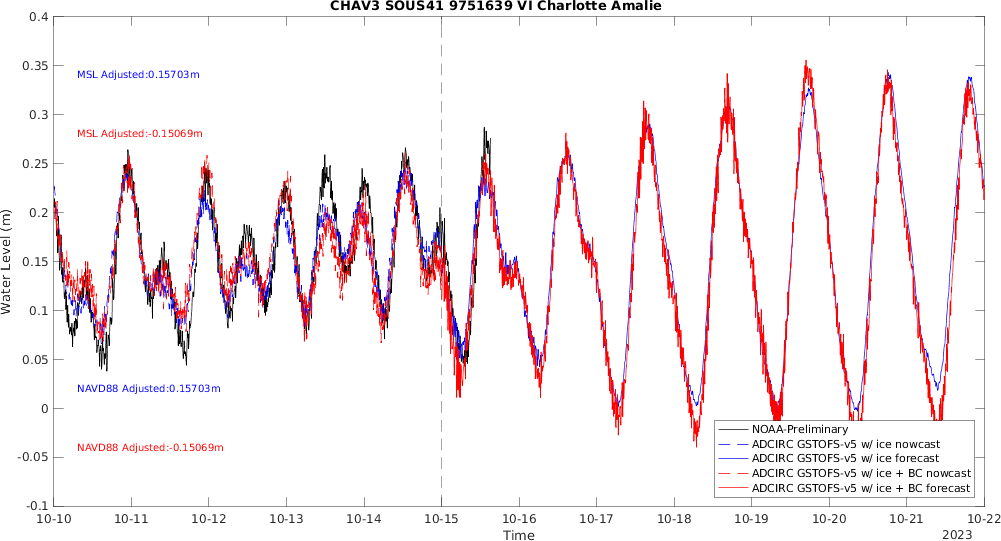 CHAV3 SOUS41 9751639 VI Charlotte Amalie
0.4
0.35
0.3
0.25
0.2
0.15
0.1
0.05
0
-0.05
-0.1
Water Level (m)
MSL Adjusted:0.15703m
MSL Adjusted:-0.15069m
NAVD88 Adjusted:0.15703m
NAVD88 Adjusted:-0.15069m
NOAA-Preliminary
ADCIRC GSTOFS-v5 w/ ice nowcast
ADCIRC GSTOFS-v5 w/ ice forecast
ADCIRC GSTOFS-v5 w/ ice + BC nowcast
ADCIRC GSTOFS-v5 w/ ice + BC forecast
10-10 10-11 10-12 10-13 10-14 10-15 10-16 10-17 10-18 10-19 10-20 10-21 10-22
Time
2023